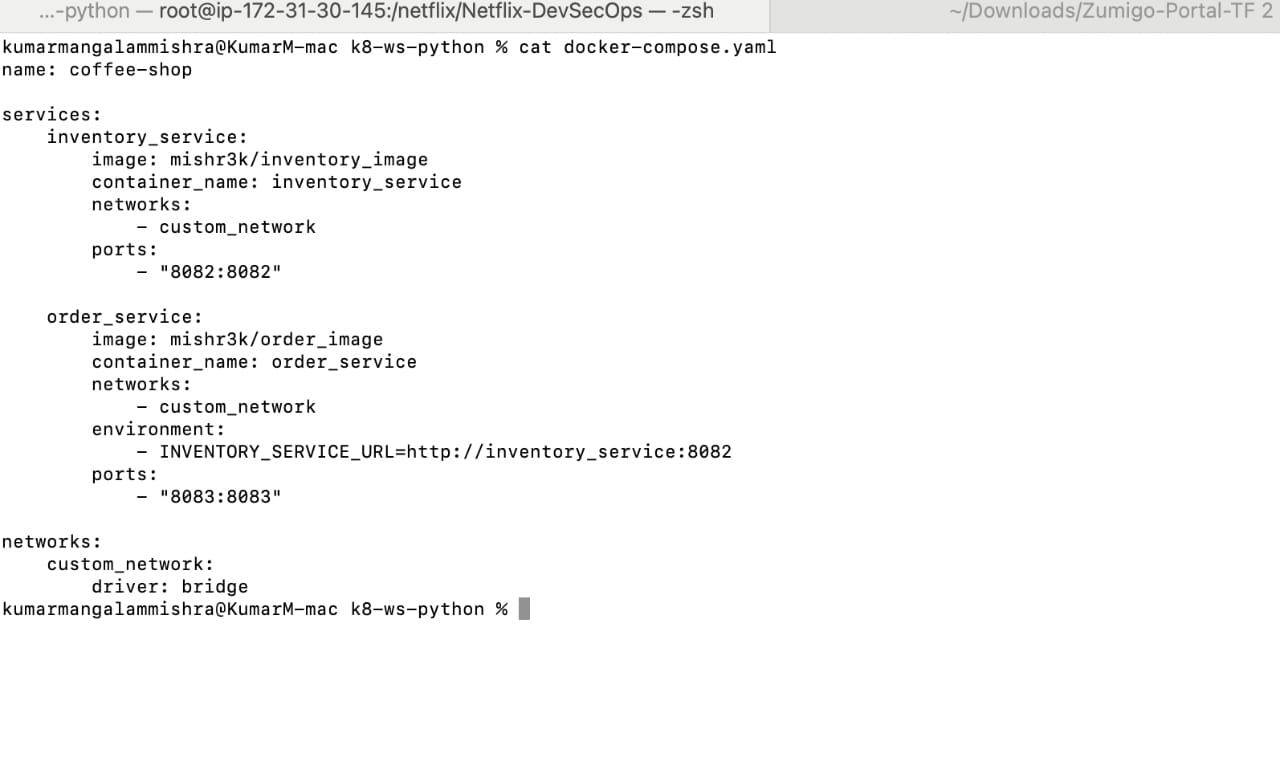 ...-python — root@ip-172-31-30-145:/netflix/Netflix-DevSecOps — -zsh
~/Downloads/Zumigo-Portal-TF 2
kumarmangalammishra@KumarM-mac k8-ws-python % cat docker-compose.yaml
name: coffee-shop

services:
    inventory_service:
        image: mishr3k/inventory_image
        container_name: inventory_service
        networks:
            - custom_network
        ports:
            - "8082:8082"

    order_service:
        image: mishr3k/order_image
        container_name: order_service
        networks:
            - custom_network
        environment:
            - INVENTORY_SERVICE_URL=http://inventory_service:8082
        ports:
            - "8083:8083"

networks:
    custom_network:
        driver: bridge
kumarmangalammishra@KumarM-mac k8-ws-python %